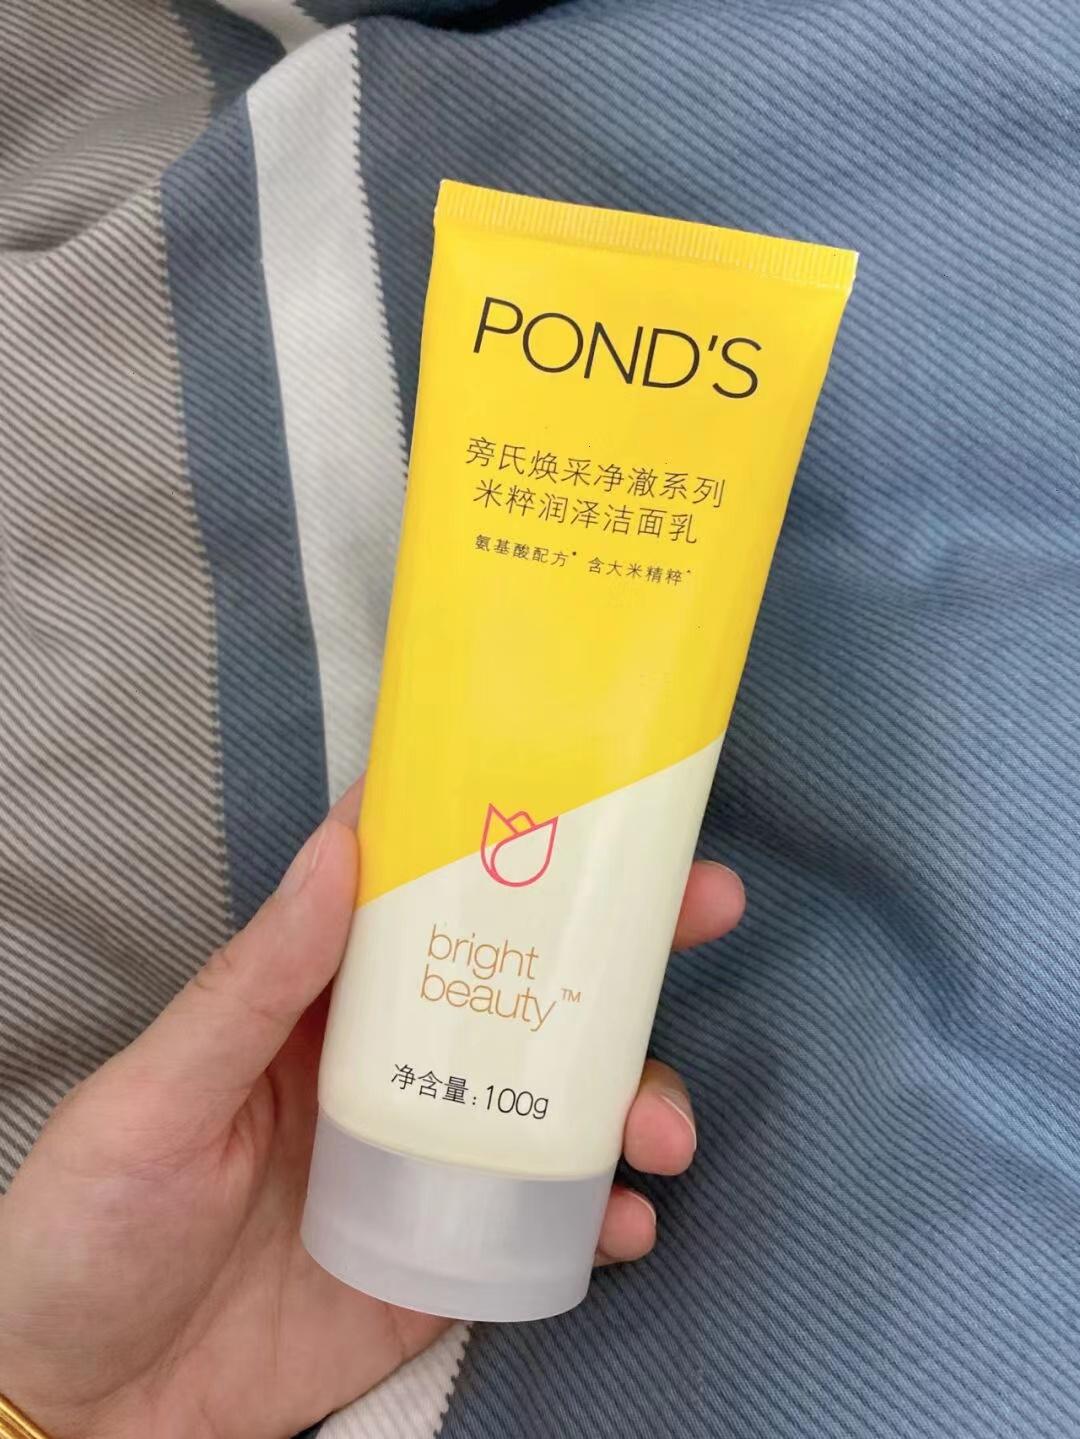 POND'S
旁氏焕采净澈系列
米粹润泽洁面乳
氨基酸配方* 含大米精粹^
bright
beauty™
净含量:100g